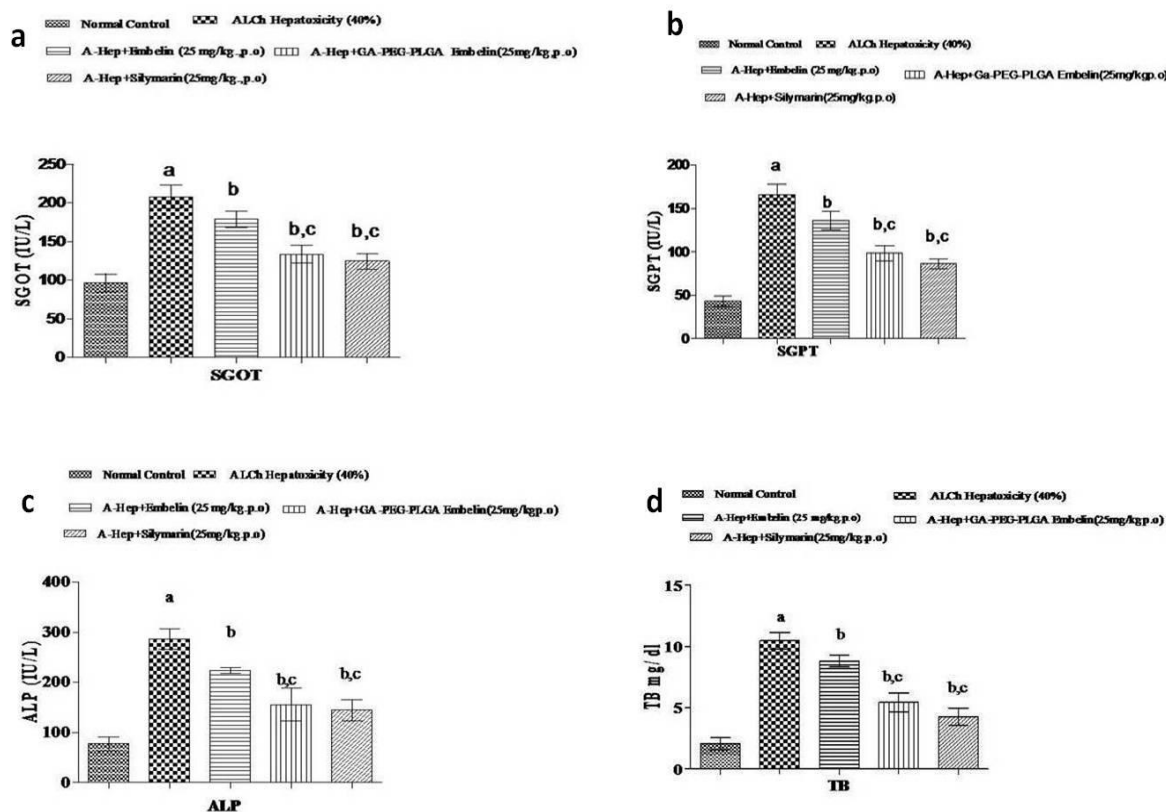 a
Normal Control ALCh Hepatoxicity (40%)
A-Hep+Embelin (25 mg/kg.,p.o) A-Hep+GA-PEG-PLGA Embelin(25mg/kg,p.o)
A-Hep+Silymarin(25mg/kg.,p.o)
250
200
150
100
50
0
SGOT (IU/L)
a
b
b,c
b,c
SGOT
b
Normal Control ALCh Hepatoxicity (40%)
A-Hep+Embelin (25 mg/kg.p.o) A-Hep+Ga-PEG-PLGA Embelin(25mg/kgp.o)
A-Hep+Silymarin(25mg/kg.p.o)
200
150
100
50
0
SGPT (IU/L)
a
b
b,c
b,c
SGPT
c
Normal Control ALCh Hepatoxicity (40%)
A-Hep+Embelin (25 mg/kg.p.o) A-Hep+GA-PEG-PLGA Embelin(25mg/kgp.o)
A-Hep+Silymarin(25mg/kg.p.o)
400
300
200
100
0
ALP (IU/L)
a
b
b,c
b,c
ALP
d
Normal Control ALCh Hepatoxicity (40%)
A-Hep+Embelin (25 mg/kg.p.o) A-Hep+GA-PEG-PLGA Embelin(25mg/kg.p.o)
A-Hep+Silymarin(25mg/kg.p.o)
15
10
5
0
TB mg/dl
a
b
b,c
b,c
TB